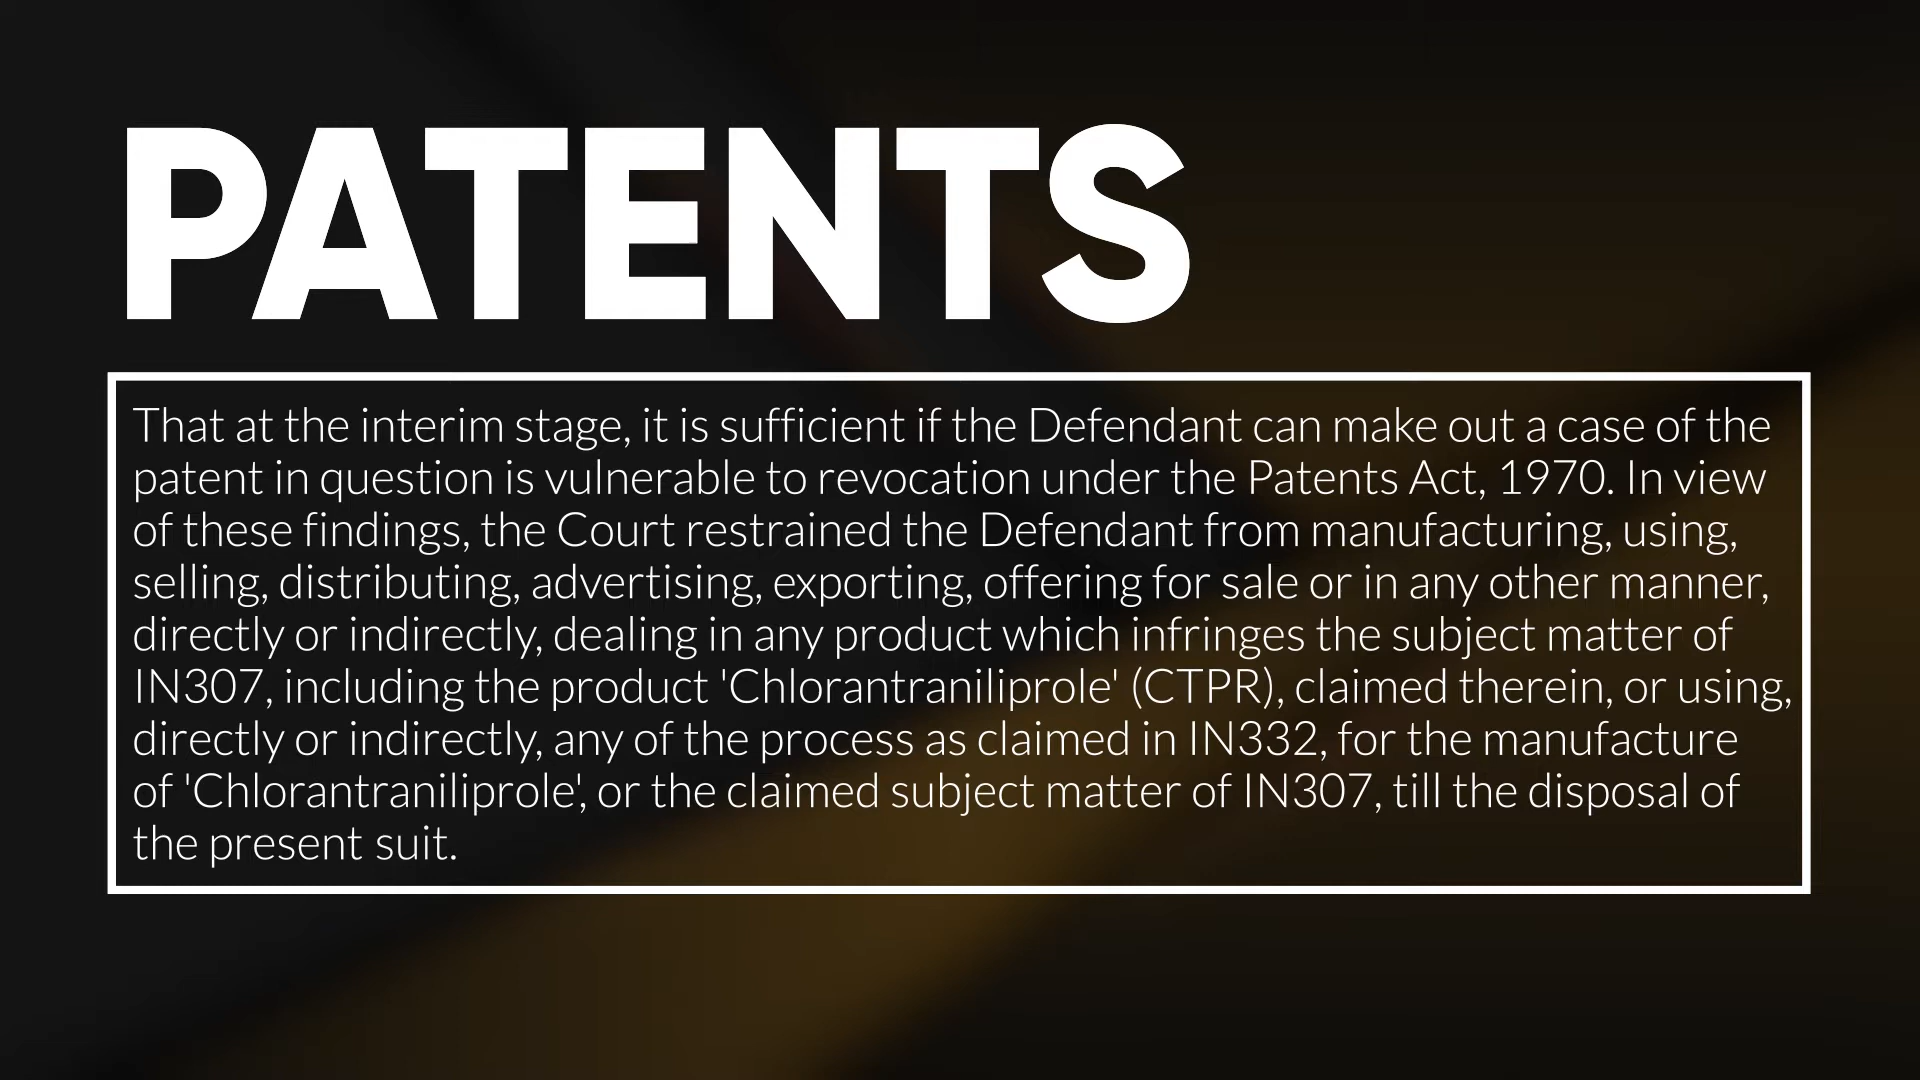 PATENTS
That at the interim stage, it is sufficient if the Defendant can make out a case of the
patent in question is vulnerable to revocation under the Patents Act, 1970. In view
of these findings, the Court restrained the Defendant from manufacturing, using,
selling, distributing, advertising, exporting, offering for sale or in any other manner,
directly or indirectly, dealing in any product which infringes the subject matter of
IN307, including the product 'Chlorantraniliprole' (CTPR), claimed therein, or using,
directly or indirectly, any of the process as claimed in IN332, for the manufacture
of 'Chlorantraniliprole', or the claimed subject matter of IN307, till the disposal of
the present suit.